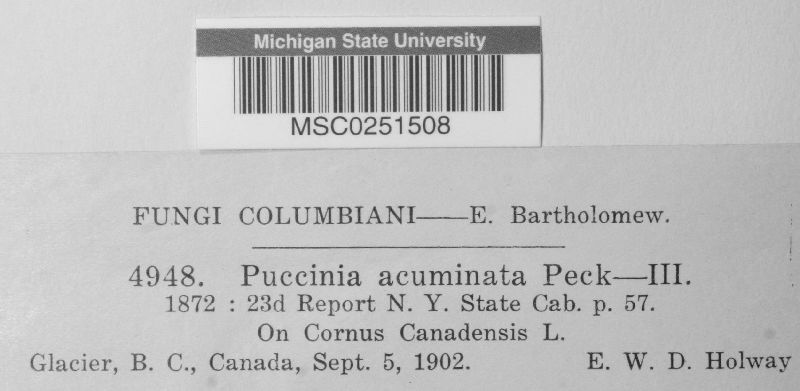 Michigan State University
MSC0251508
FUNGI COLUMBIANI——E. Bartholomew.
4948. Puccinia acuminata Peck—III.
1872 : 23d Report N. Y. State Cab. p. 57.
On Cornus Canadensis L.
Glacier, B. C., Canada, Sept. 5, 1902. E. W. D. Holway